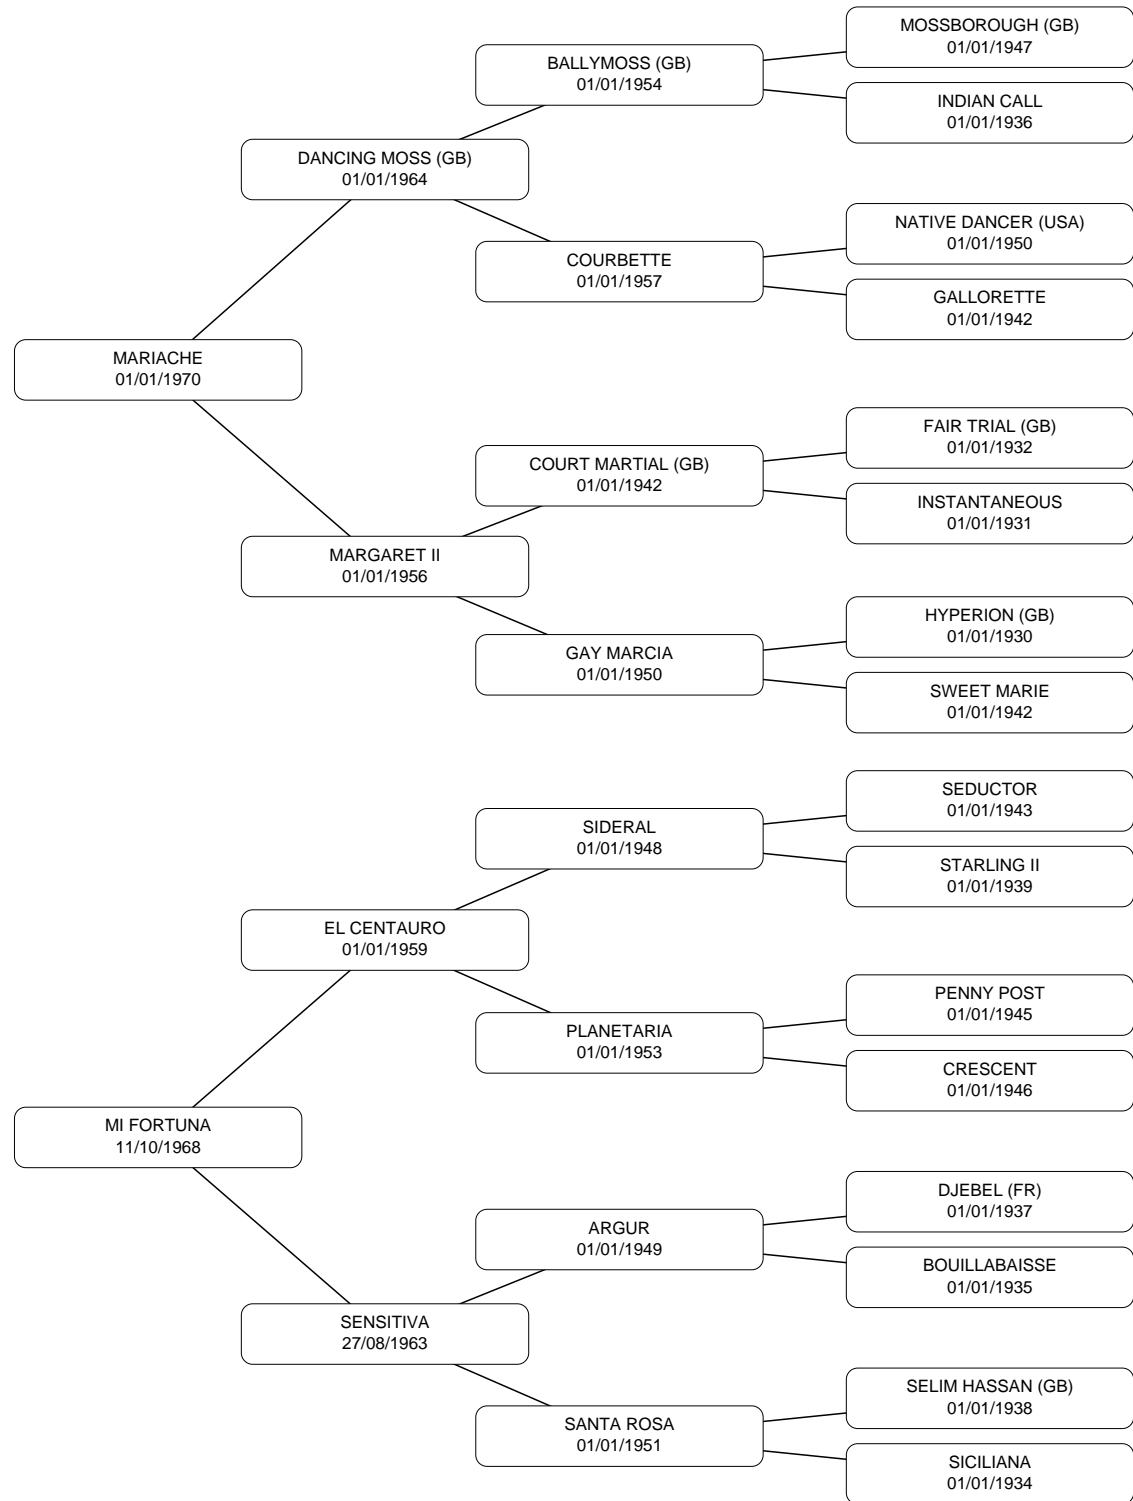 MOSSBOROUGH (GB)
01/01/1947
BALLYMOSS (GB)
01/01/1954
INDIAN CALL
01/01/1936
DANCING MOSS (GB)
01/01/1964
NATIVE DANCER (USA)
01/01/1950
COURBETTE
01/01/1957
GALLORETTE
01/01/1942
MARIACHE
01/01/1970
FAIR TRIAL (GB)
01/01/1932
COURT MARTIAL (GB)
01/01/1942
INSTANTANEOUS
01/01/1931
MARGARET II
01/01/1956
HYPERION (GB)
01/01/1930
GAY MARCIA
01/01/1950
SWEET MARIE
01/01/1942
SEDUCTOR
01/01/1943
SIDERAL
01/01/1948
STARLING II
01/01/1939
EL CENTAURO
01/01/1959
PENNY POST
01/01/1945
PLANETARIA
01/01/1953
CRESCENT
01/01/1946
MI FORTUNA
11/10/1968
DJEBEL (FR)
01/01/1937
ARGUR
01/01/1949
BOUILLABAISSE
01/01/1935
SENSITIVA
27/08/1963
SELIM HASSAN (GB)
01/01/1938
SANTA ROSA
01/01/1951
SICILIANA
01/01/1934